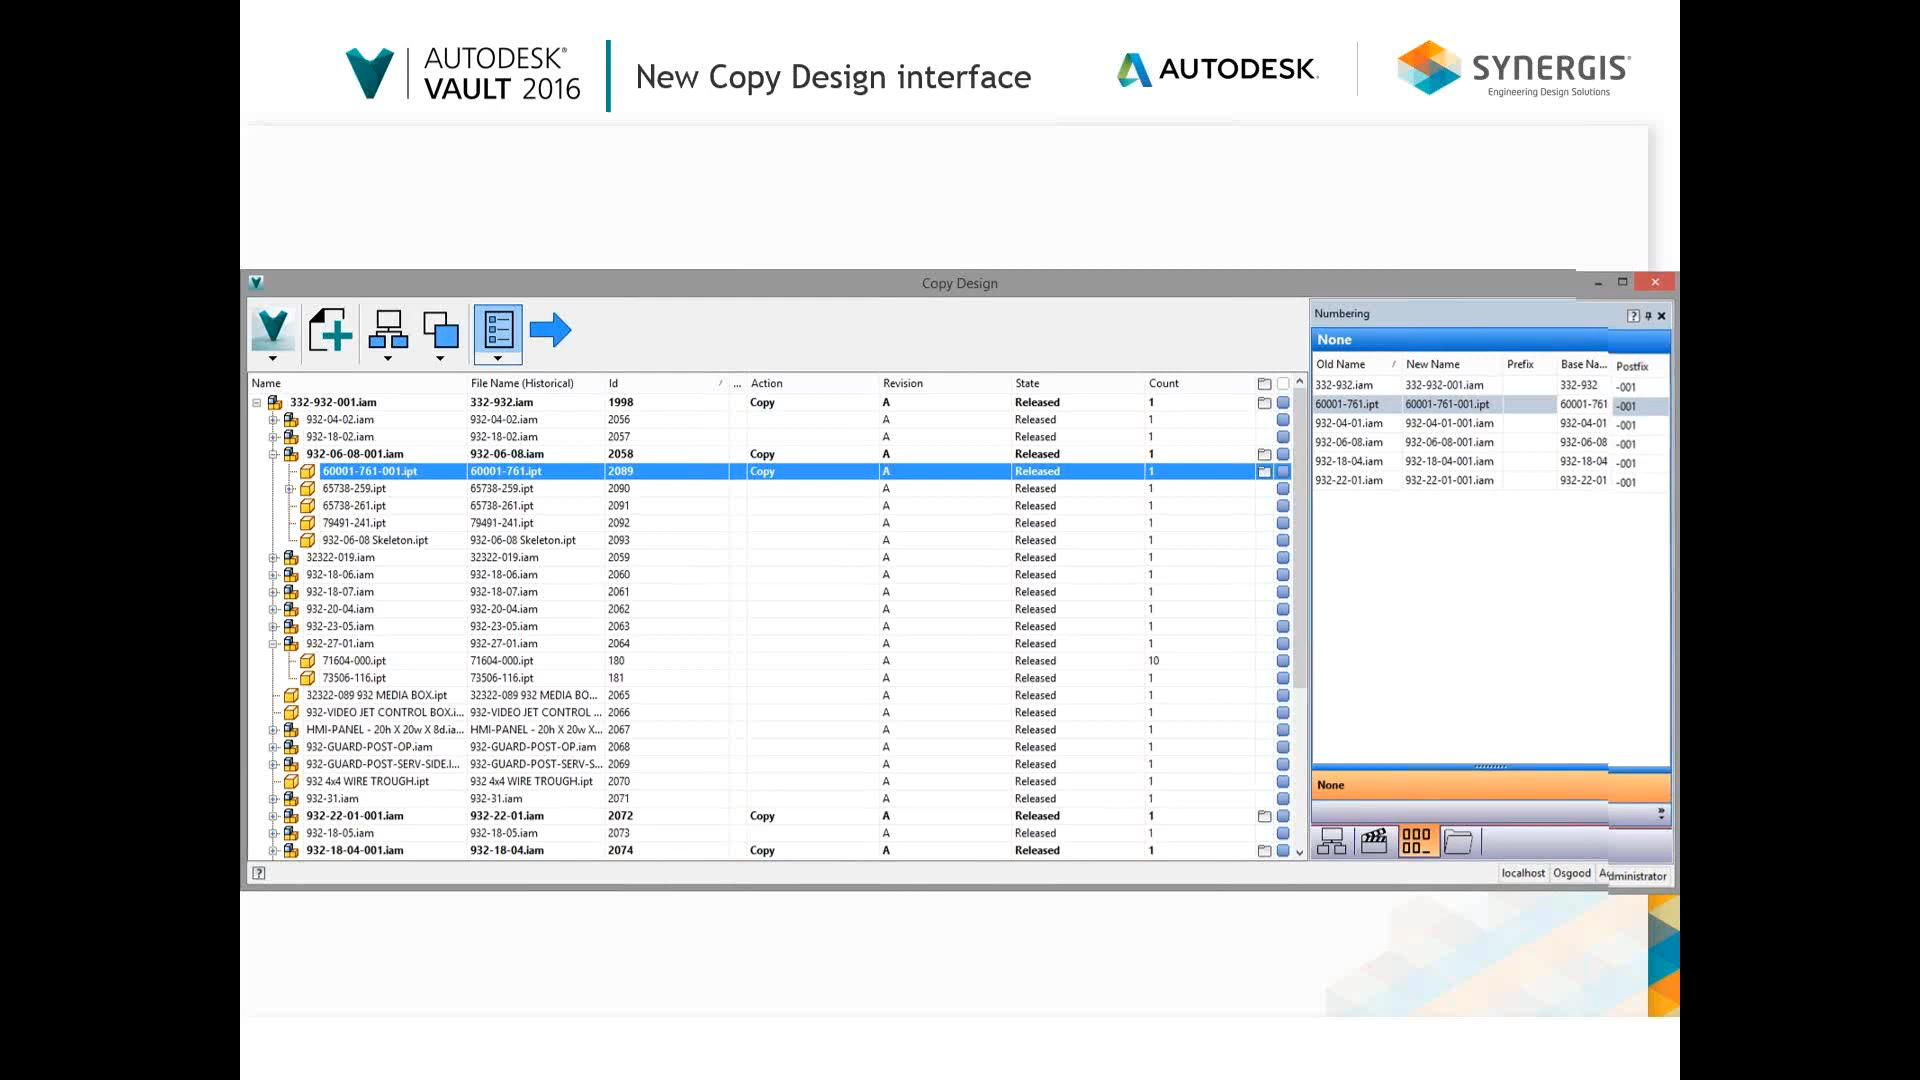 AUTODESK®
VAULT 2016
New Copy Design interface
AUTODESK.
SYNERGIS®
Engineering Design Solutions
Copy Design
Name File Name (Historical) Id / ... Action Revision State Count
332-932-001.iam 332-932.iam 1998 Copy A Released 1
932-04-02.iam 932-04-02.iam 2056 A Released 1
932-18-02.iam 932-18-02.iam 2057 A Released 1
932-06-08-001.iam 932-06-08.iam 2058 Copy A Released 1
60001-761-001.ipt 60001-761.ipt 2089 Copy A Released 1
65738-259.ipt 65738-259.ipt 2090 A Released 1
65738-261.ipt 65738-261.ipt 2091 A Released 1
79491-241.ipt 79491-241.ipt 2092 A Released 1
932-06-08 Skeleton.ipt 932-06-08 Skeleton.ipt 2093 A Released 1
32322-019.iam 32322-019.iam 2059 A Released 1
932-18-06.iam 932-18-06.iam 2060 A Released 1
932-18-07.iam 932-18-07.iam 2061 A Released 1
932-20-04.iam 932-20-04.iam 2062 A Released 1
932-23-05.iam 932-23-05.iam 2063 A Released 1
932-27-01.iam 932-27-01.iam 2064 A Released 1
71604-000.ipt 71604-000.ipt 180 A Released 10
73506-116.ipt 73506-116.ipt 181 A Released 1
32322-089 932 MEDIA BOX.ipt 32322-089 932 MEDIA BO... 2065 A Released 1
932-VIDEO JET CONTROL BOX.i... 932-VIDEO JET CONTROL ... 2066 A Released 1
HMI-PANEL - 20h X 20w X 8d.ia... HMI-PANEL - 20h X 20w X... 2067 A Released 1
932-GUARD-POST-OP.iam 932-GUARD-POST-OP.iam 2068 A Released 1
932-GUARD-POST-SERV-SIDE.I... 932-GUARD-POST-SERV-S... 2069 A Released 1
932 4x4 WIRE TROUGH.ipt 932 4x4 WIRE TROUGH.ipt 2070 A Released 1
932-31.iam 932-31.iam 2071 A Released 1
932-22-01-001.iam 932-22-01.iam 2072 Copy A Released 1
932-18-05.iam 932-18-05.iam 2073 A Released 1
932-18-04-001.iam 932-18-04.iam 2074 Copy A Released 1
Numbering
None
Old Name / New Name Prefix Base Na... Postfix
332-932.iam 332-932-001.iam 332-932 -001
60001-761.ipt 60001-761-001.ipt 60001-761 -001
932-04-01.iam 932-04-01-001.iam 932-04-01 -001
932-06-08.iam 932-06-08-001.iam 932-06-08 -001
932-18-04.iam 932-18-04-001.iam 932-18-04 -001
932-22-01.iam 932-22-01-001.iam 932-22-01 -001
None
localhost Osgood Administrator